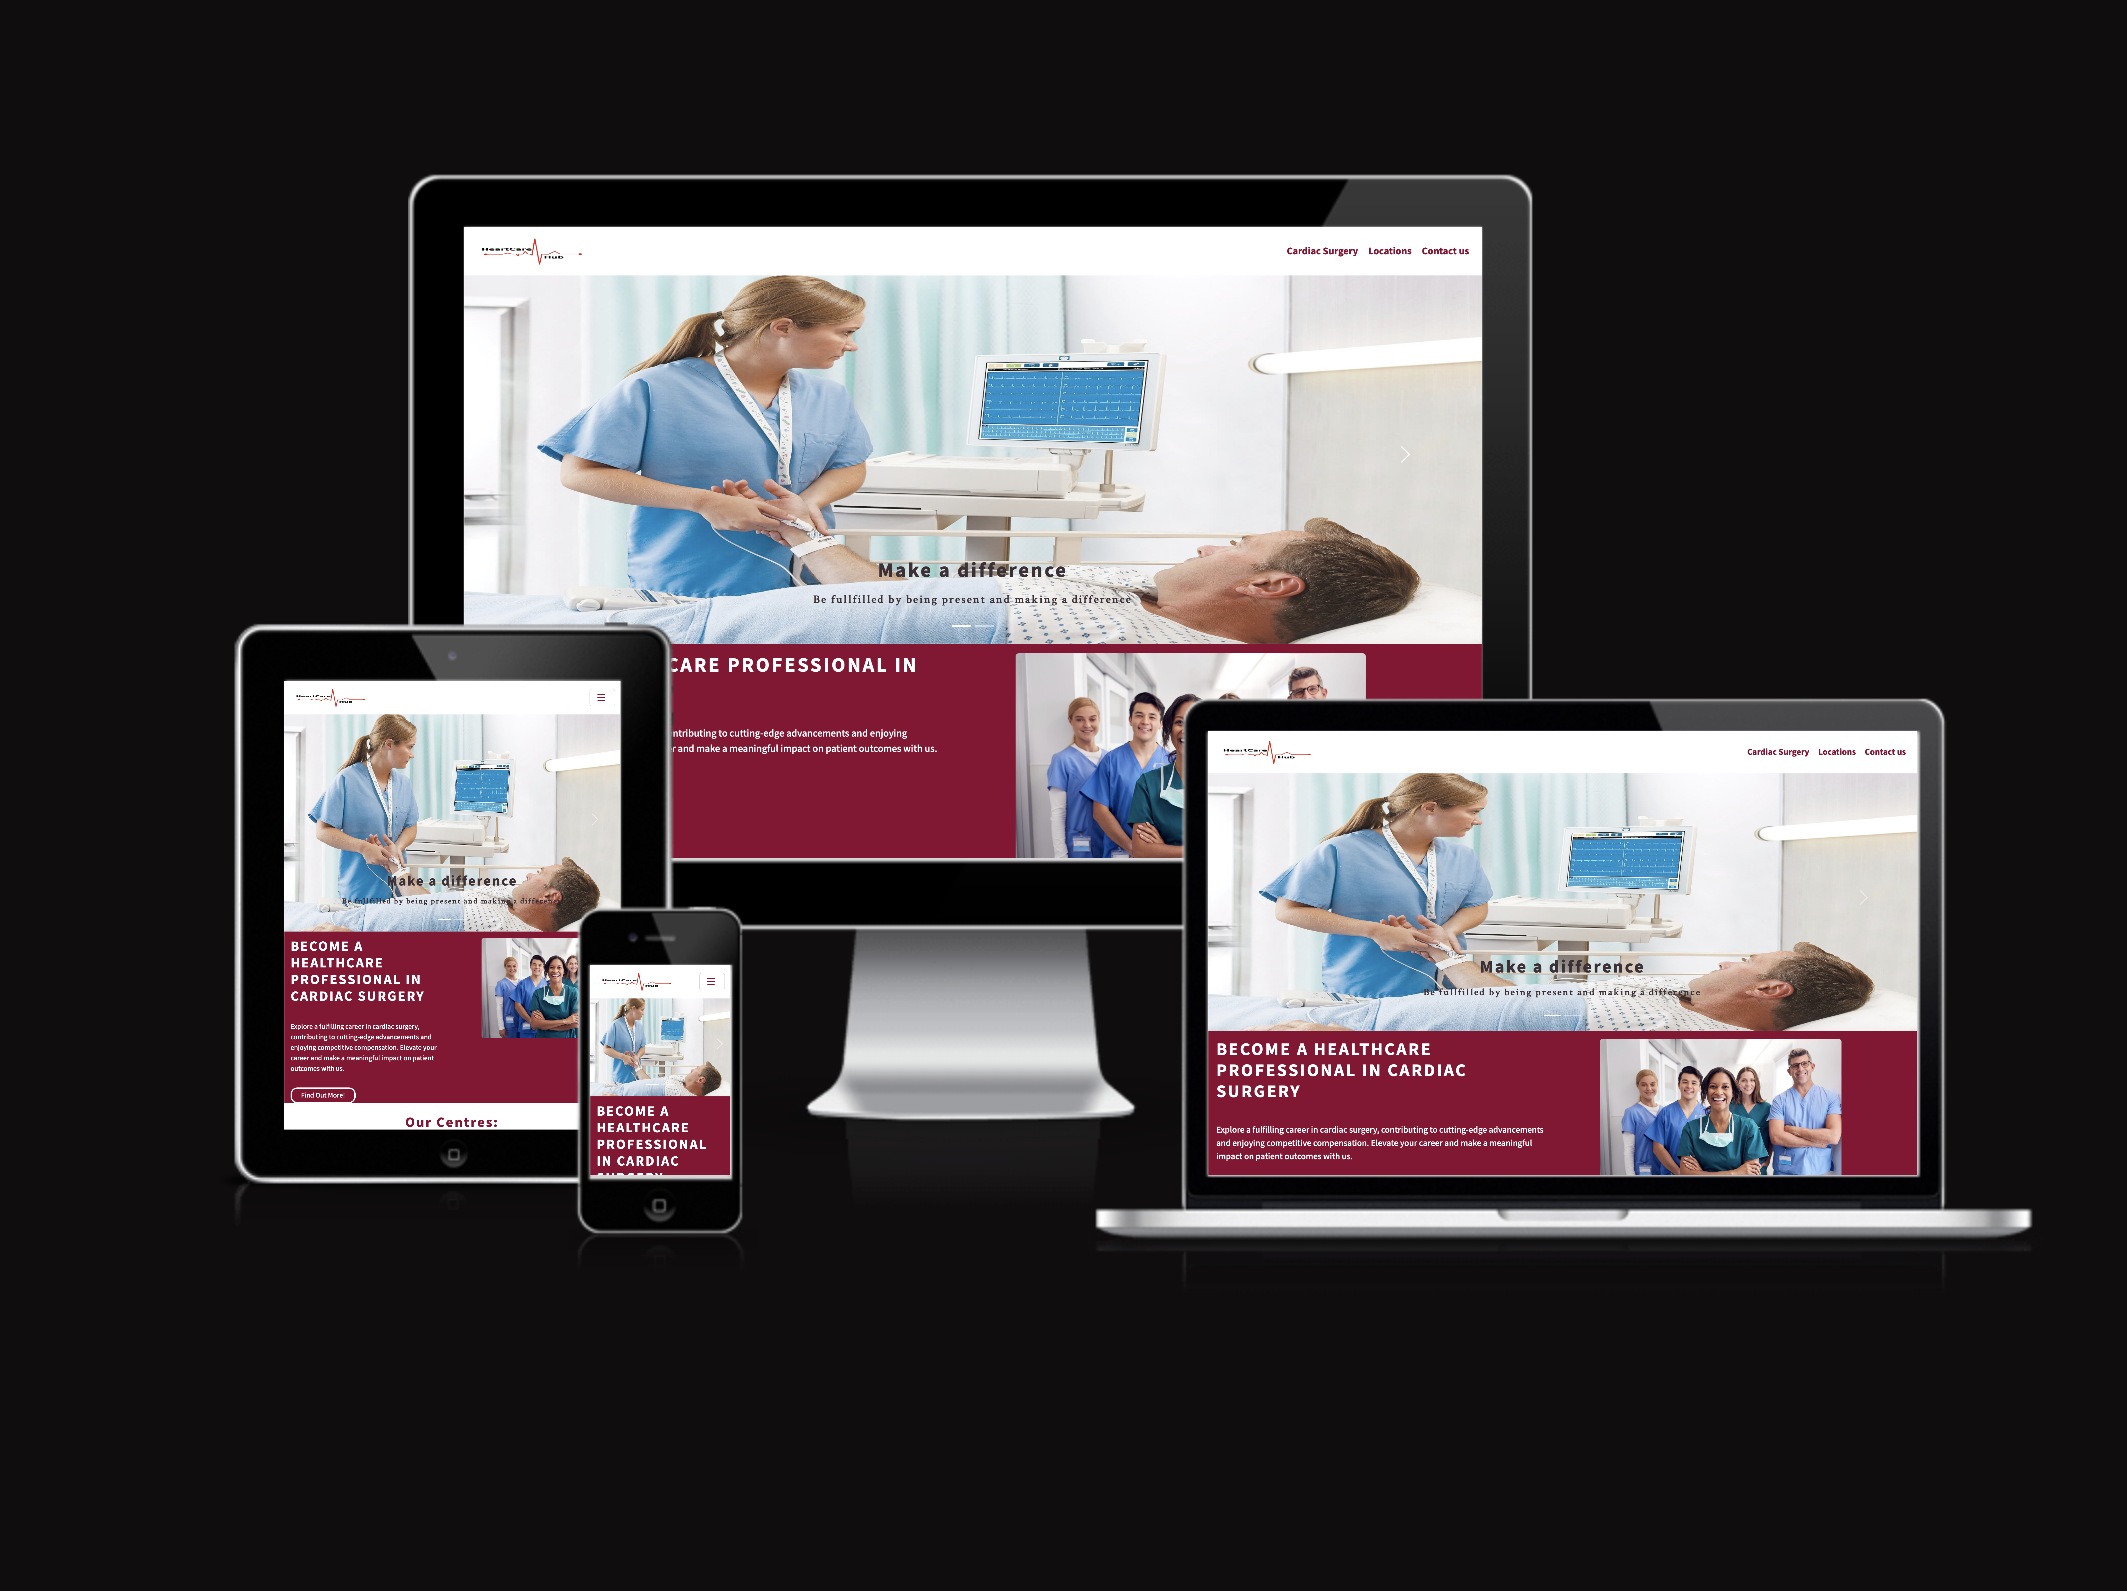 HeartCare
Hub
Cardiac Surgery Locations Contact us
Make a difference
Be fullfilled by being present and making a difference
CARE PROFESSIONAL IN
ntributing to cutting-edge advancements and enjoying
r and make a meaningful impact on patient outcomes with us.
HeartCare
Hub
Make a difference
Be fullfilled by being present and making a difference
BECOME A
HEALTHCARE
PROFESSIONAL IN
CARDIAC SURGERY
Explore a fulfilling career in cardiac surgery,
contributing to cutting-edge advancements and
enjoying competitive compensation. Elevate your
career and make a meaningful impact on patient
outcomes with us.
Find Out More!
Our Centres:
HeartCare
Hub
BECOME A
HEALTHCARE
PROFESSIONAL
IN CARDIAC
SURGERY
HeartCare
Hub
Cardiac Surgery Locations Contact us
Make a difference
Be fullfilled by being present and making a difference
BECOME A HEALTHCARE
PROFESSIONAL IN CARDIAC
SURGERY
Explore a fulfilling career in cardiac surgery, contributing to cutting-edge advancements
and enjoying competitive compensation. Elevate your career and make a meaningful
impact on patient outcomes with us.